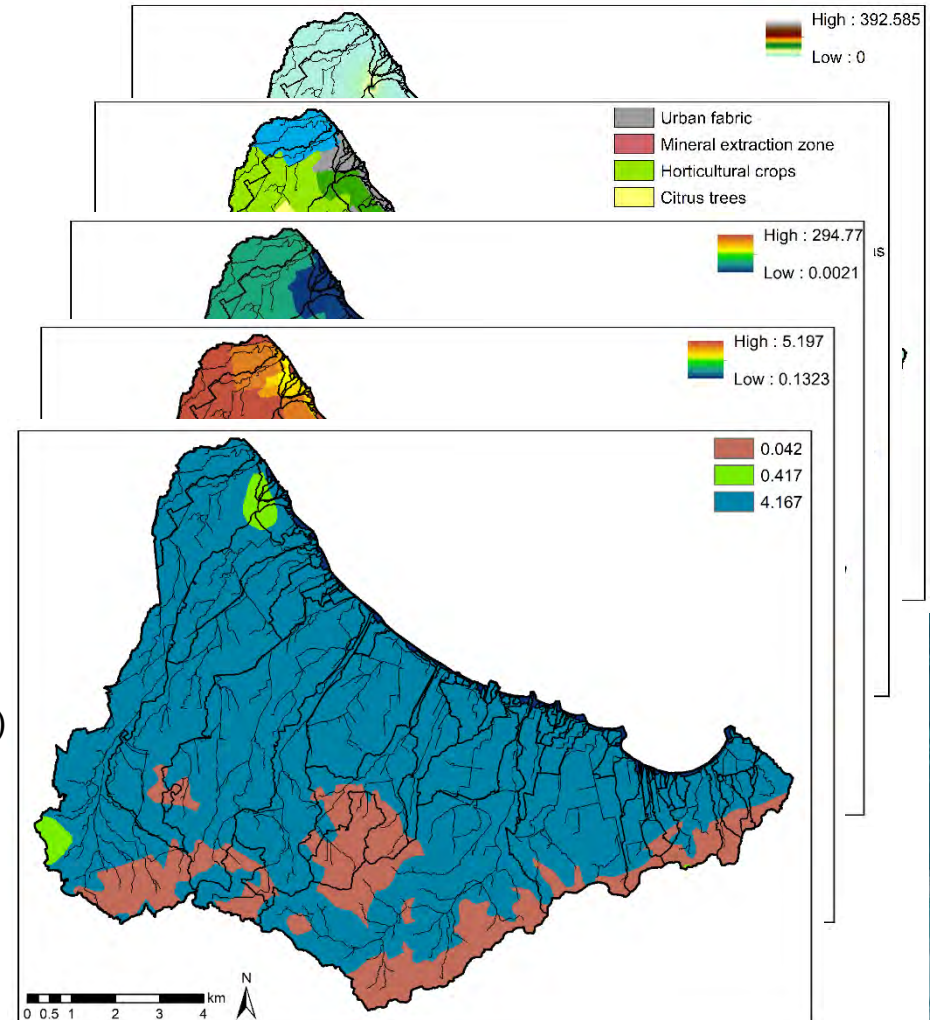 High : 392.585
Low : 0
Urban fabric
Mineral extraction zone
Horticultural crops
Citrus trees
High : 294.77
Low : 0.0021
High : 5.197
Low : 0.1323
0.042
0.417
4.167
)
N
km
0 0.5 1 2 3 4